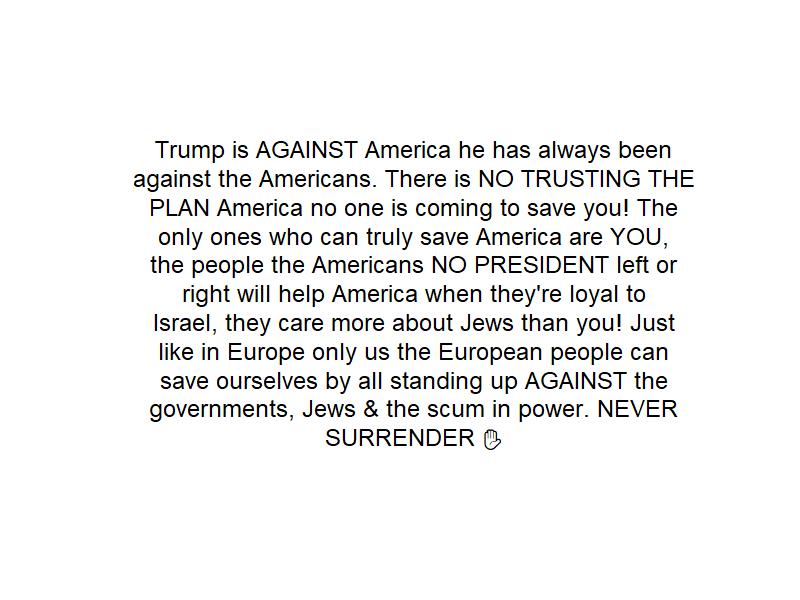 Trump is AGAINST America he has always been
against the Americans. There is NO TRUSTING THE
PLAN America no one is coming to save you! The
only ones who can truly save America are YOU,
the people the Americans NO PRESIDENT left or
right will help America when they're loyal to
Israel, they care more about Jews than you! Just
like in Europe only us the European people can
save ourselves by all standing up AGAINST the
governments, Jews & the scum in power. NEVER
SURRENDER ✋